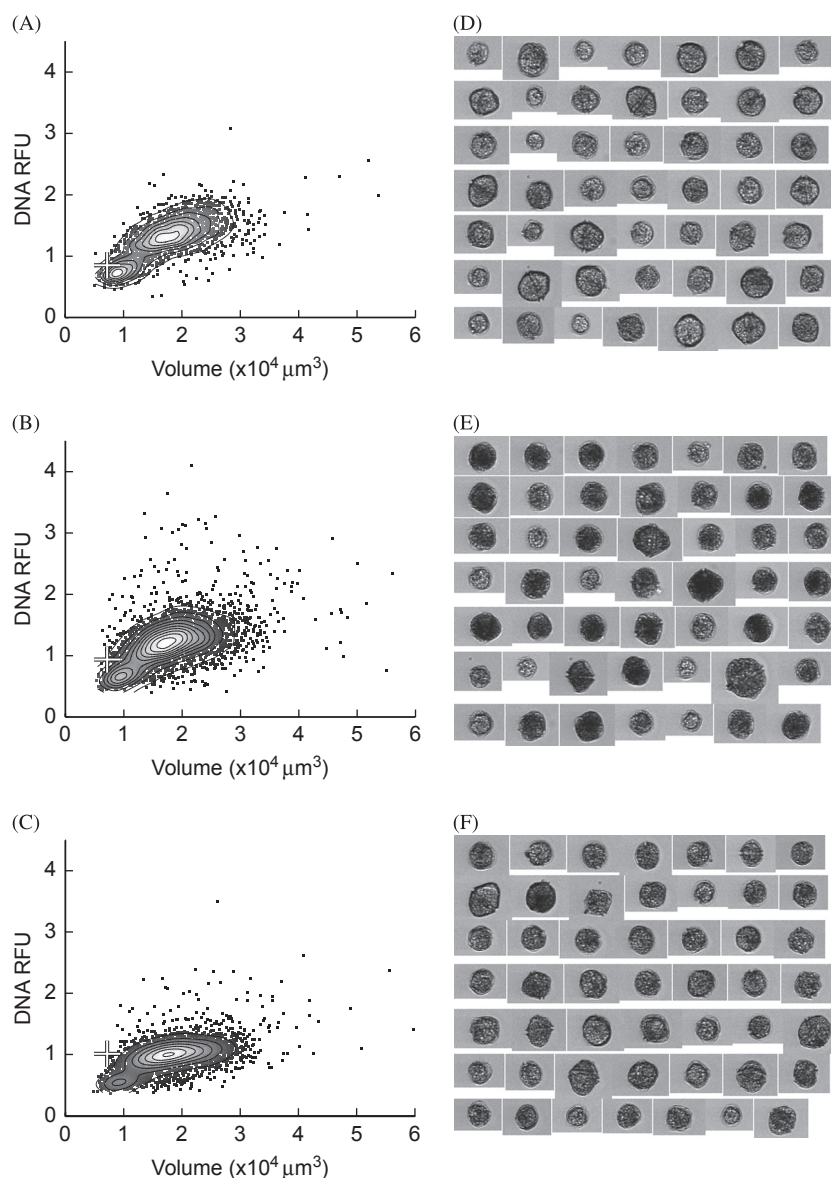 (A)
4
3
2
1
0
DNA RFU
0 1 2 3 4 5 6
Volume (x10⁴ μm³)
(D)
(B)
4
3
2
1
0
DNA RFU
0 1 2 3 4 5 6
Volume (x10⁴ μm³)
(E)
(C)
4
3
2
1
0
DNA RFU
0 1 2 3 4 5 6
Volume (x10⁴ μm³)
(F)